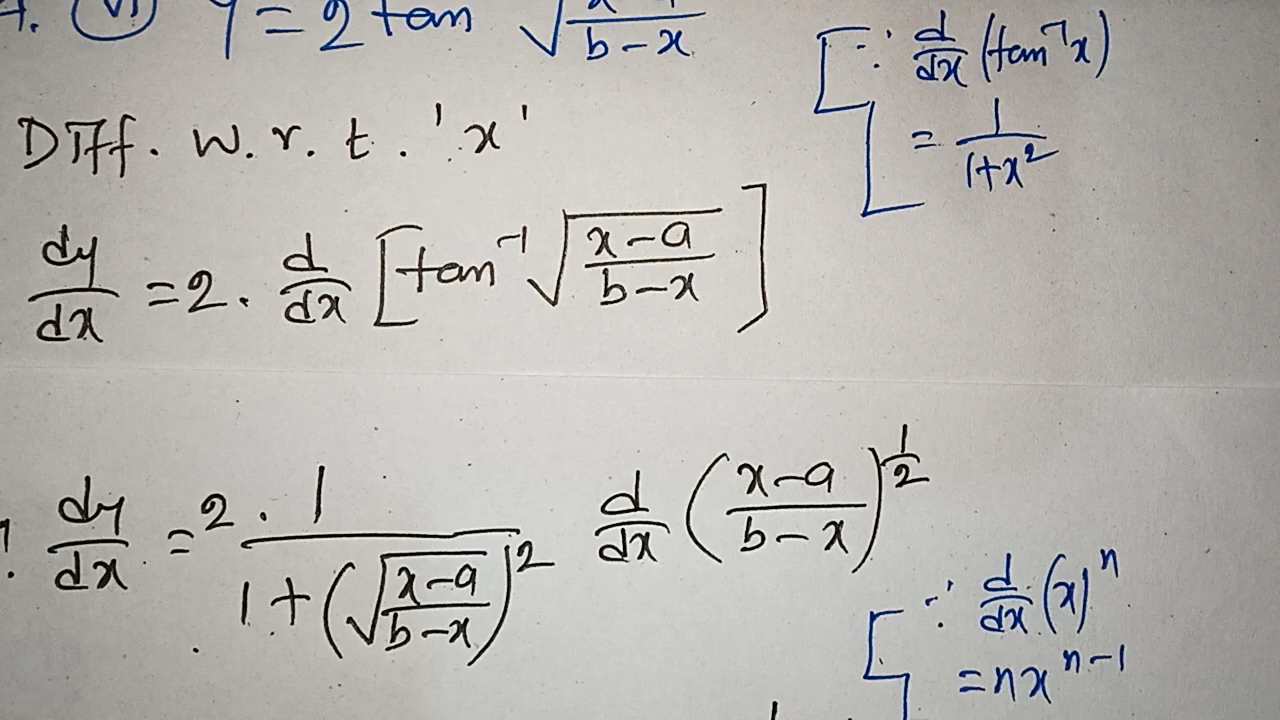 y = 2 tan √(x-a)/(b-x)
[∵ d/dx (tan⁻¹x)
= 1/(1+x²)
Diff. w.r.t. 'x'
dy/dx = 2 · d/dx [tan⁻¹ √((x-a)/(b-x))]
dy/dx = 2 · 1/(1+(√((x-a)/(b-x)))²) d/dx ((x-a)/(b-x))^(1/2)
[∵ d/dx (x)ⁿ
= nxⁿ⁻¹